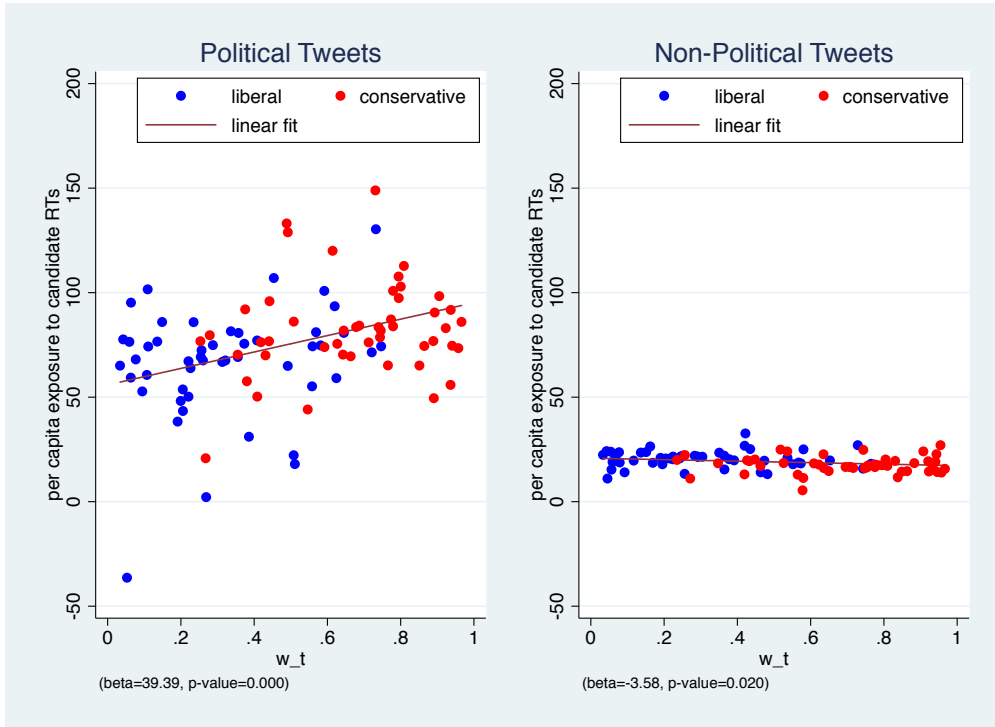 Political Tweets
liberal
conservative
linear fit
per capita exposure to candidate RTs
200
150
100
50
0
-50
0
.2
.4
.6
.8
1
w_t
(beta=39.39, p-value=0.000)
Non-Political Tweets
liberal
conservative
linear fit
per capita exposure to candidate RTs
200
150
100
50
0
-50
0
.2
.4
.6
.8
1
w_t
(beta=-3.58, p-value=0.020)